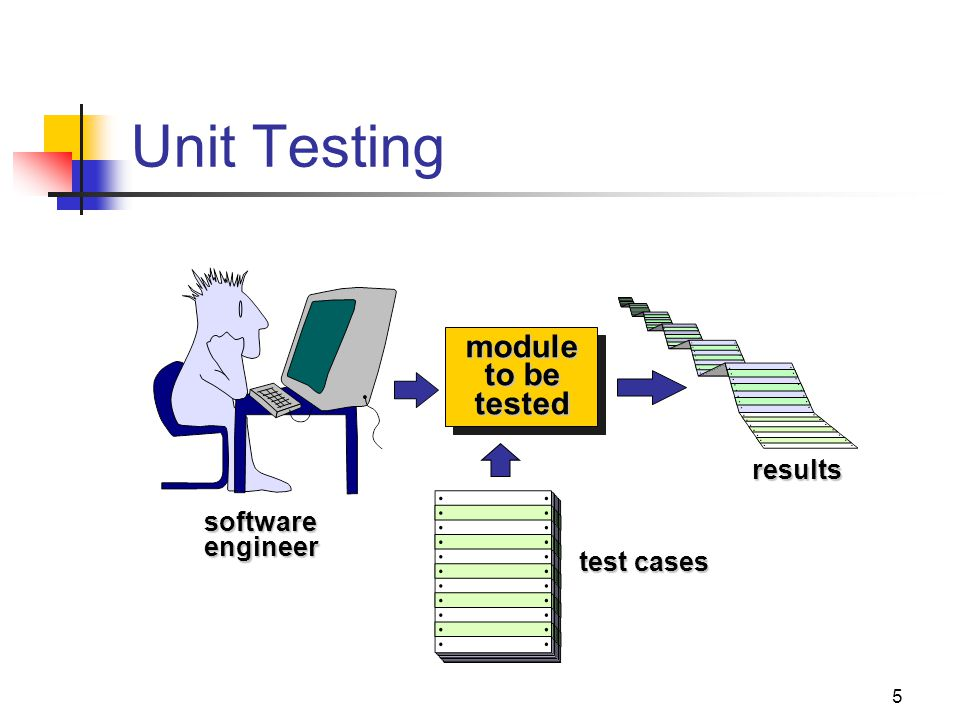 Unit Testing
module
to be
tested
results
software
engineer
test cases
5